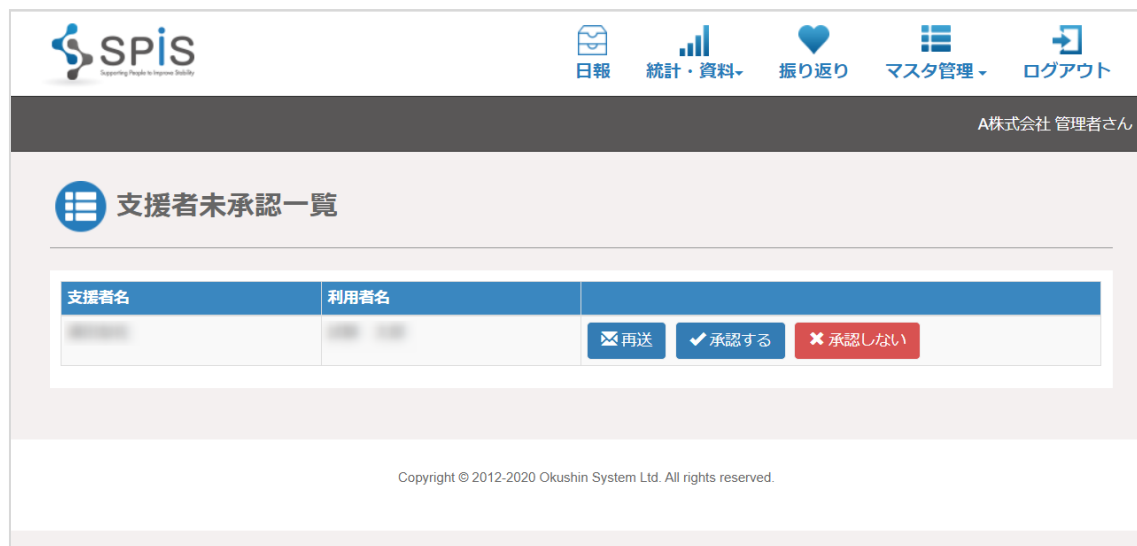 SPiS
Supporting People to Improve Stability
日報 統計・資料 振り返り マスタ管理 ログアウト
A株式会社 管理者さん
支援者未承認一覧
支援者名 利用者名
再送 承認する 承認しない
Copyright © 2012-2020 Okushin System Ltd. All rights reserved.